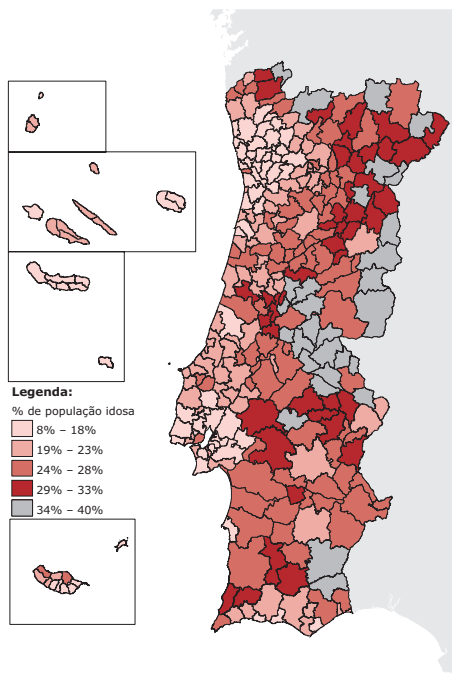 Legenda:
% de população idosa
8% – 18%
19% – 23%
24% – 28%
29% – 33%
34% – 40%